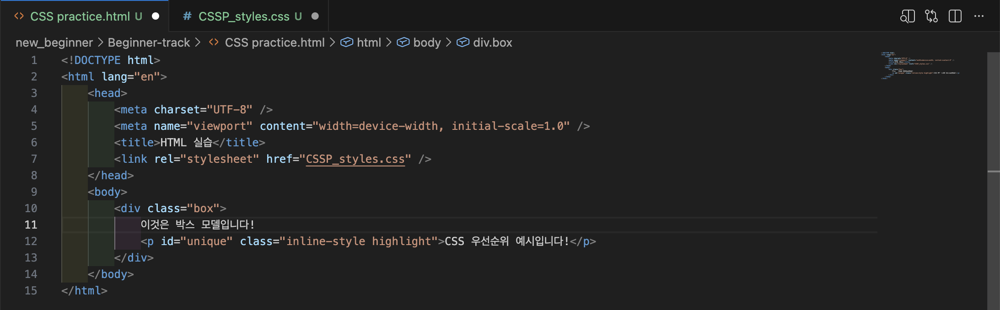 CSS practice.html U
# CSSP_styles.css U
new_beginner > Beginner-track > <> CSS practice.html > html > body > div.box
1 <!DOCTYPE html>
2 <html lang="en">
3 <head>
4 <meta charset="UTF-8" />
5 <meta name="viewport" content="width=device-width, initial-scale=1.0" />
6 <title>HTML 실습</title>
7 <link rel="stylesheet" href="CSSP_styles.css" />
8 </head>
9 <body>
10 <div class="box">
11 이것은 박스 모델입니다!
12 <p id="unique" class="inline-style highlight">CSS 우선순위 예시입니다!</p>
13 </div>
14 </body>
15 </html>